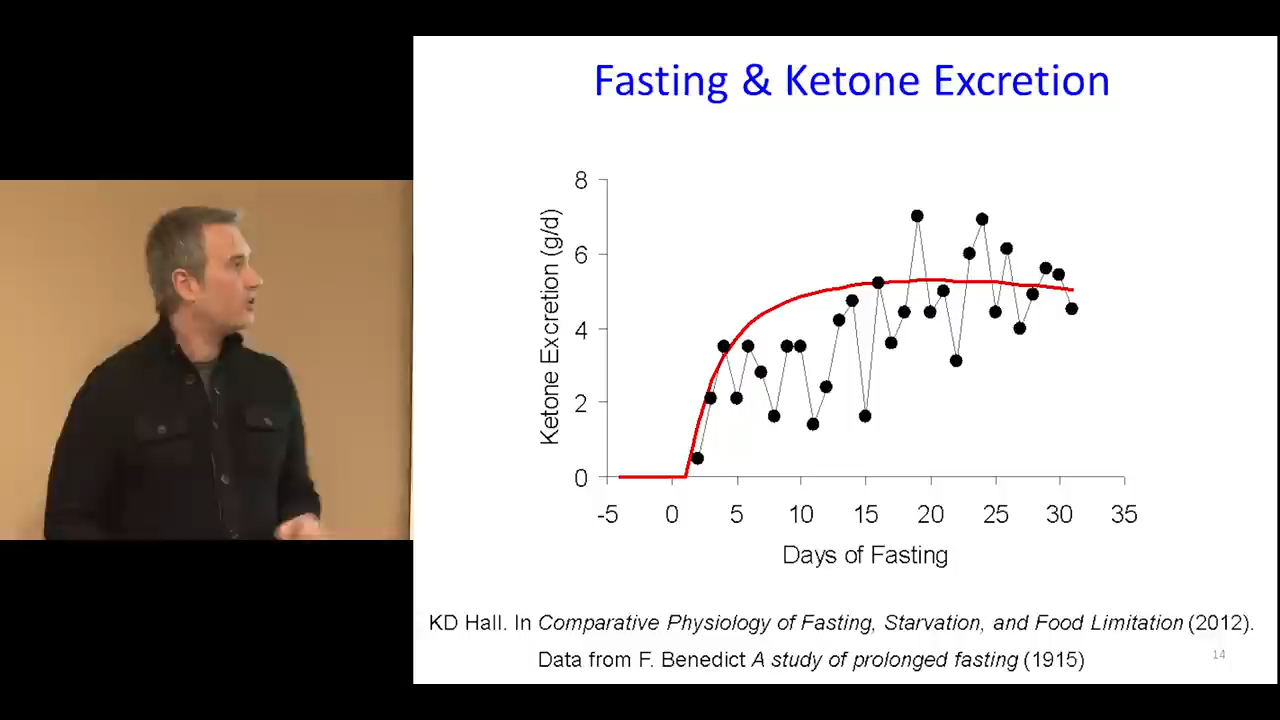 Fasting & Ketone Excretion
8
6
4
2
0
Ketone Excretion (g/d)
-5 0 5 10 15 20 25 30 35
Days of Fasting
KD Hall. In Comparative Physiology of Fasting, Starvation, and Food Limitation (2012).
Data from F. Benedict A study of prolonged fasting (1915)
14